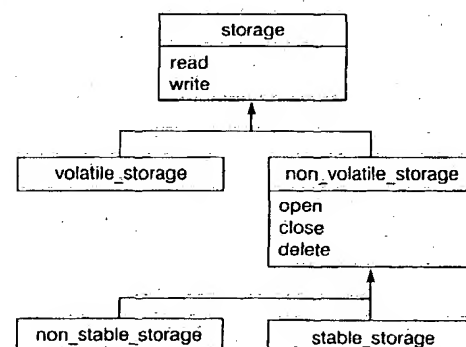 storage
read
write
volatile_storage
non_volatile_storage
open
close
delete
non_stable_storage
stable_storage